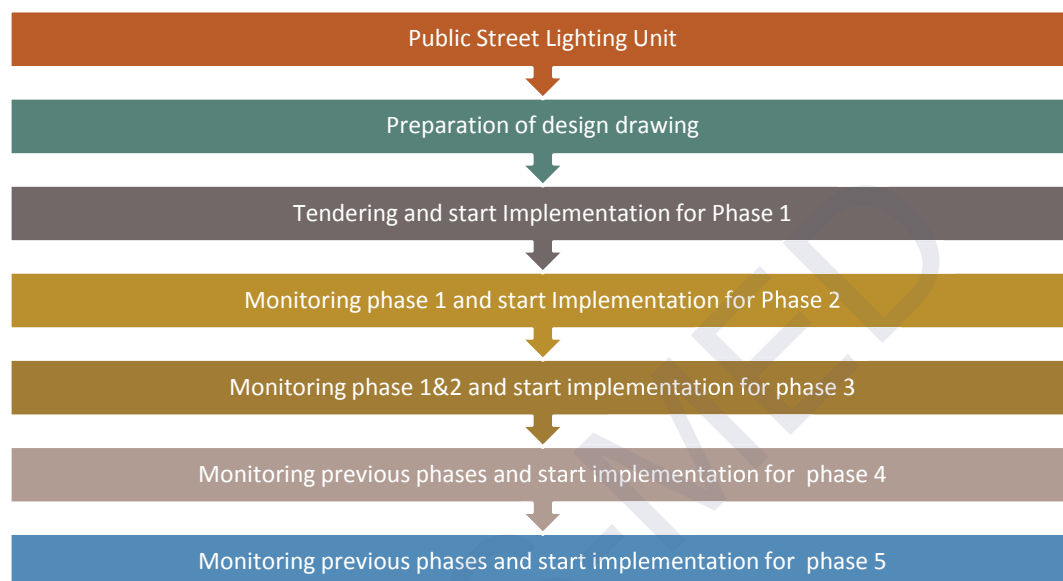 Public Street Lighting Unit
Preparation of design drawing
Tendering and start Implementation for Phase 1
Monitoring phase 1 and start Implementation for Phase 2
Monitoring phase 1&2 and start implementation for phase 3
Monitoring previous phases and start implementation for  phase 4
Monitoring previous phases and start implementation for  phase 5